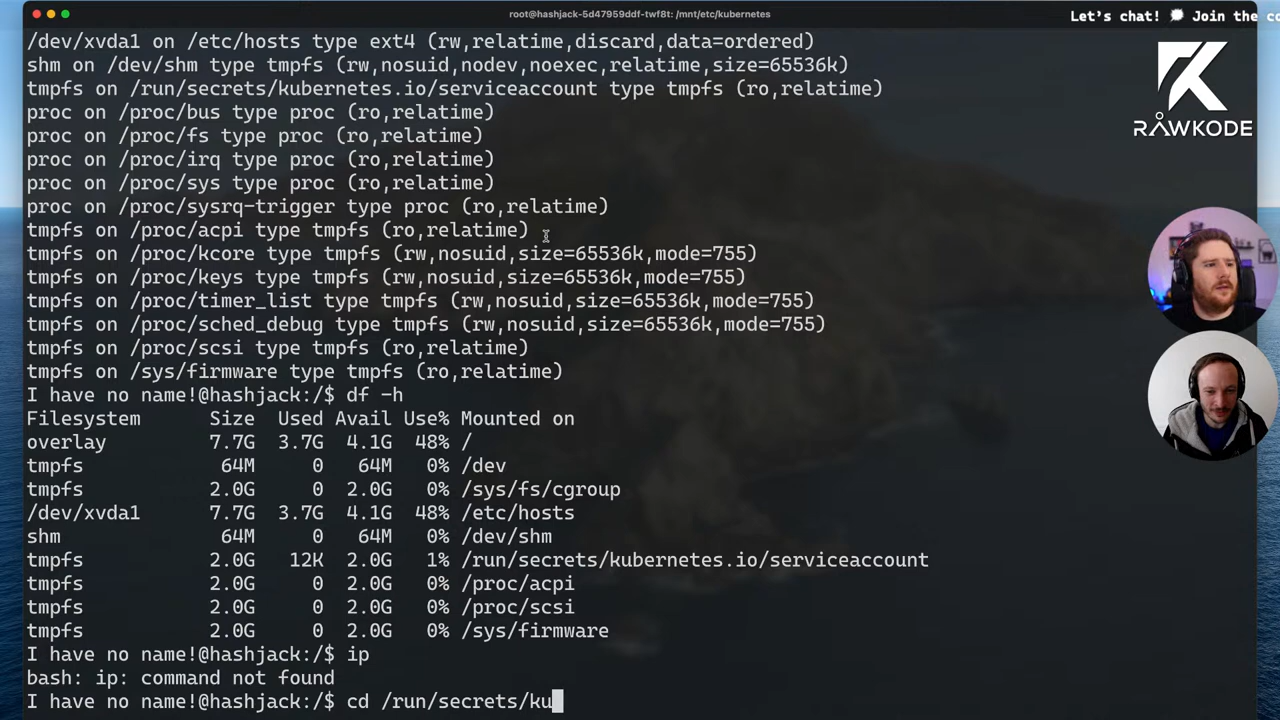 root@hashjack-5d47959ddf-twf8t: /mnt/etc/kubernetes
Let's chat! 💬 Join the co
RAWKODE
/dev/xvda1 on /etc/hosts type ext4 (rw,relatime,discard,data=ordered)
shm on /dev/shm type tmpfs (rw,nosuid,nodev,noexec,relatime,size=65536k)
tmpfs on /run/secrets/kubernetes.io/serviceaccount type tmpfs (ro,relatime)
proc on /proc/bus type proc (ro,relatime)
proc on /proc/fs type proc (ro,relatime)
proc on /proc/irq type proc (ro,relatime)
proc on /proc/sys type proc (ro,relatime)
proc on /proc/sysrq-trigger type proc (ro,relatime)
tmpfs on /proc/acpi type tmpfs (ro,relatime)
tmpfs on /proc/kcore type tmpfs (rw,nosuid,size=65536k,mode=755)
tmpfs on /proc/keys type tmpfs (rw,nosuid,size=65536k,mode=755)
tmpfs on /proc/timer_list type tmpfs (rw,nosuid,size=65536k,mode=755)
tmpfs on /proc/sched_debug type tmpfs (rw,nosuid,size=65536k,mode=755)
tmpfs on /proc/scsi type tmpfs (ro,relatime)
tmpfs on /sys/firmware type tmpfs (ro,relatime)
I have no name!@hashjack:/$ df -h
Filesystem Size Used Avail Use% Mounted on
overlay 7.7G 3.7G 4.1G 48% /
tmpfs 64M 0 64M 0% /dev
tmpfs 2.0G 0 2.0G 0% /sys/fs/cgroup
/dev/xvda1 7.7G 3.7G 4.1G 48% /etc/hosts
shm 64M 0 64M 0% /dev/shm
tmpfs 2.0G 12K 2.0G 1% /run/secrets/kubernetes.io/serviceaccount
tmpfs 2.0G 0 2.0G 0% /proc/acpi
tmpfs 2.0G 0 2.0G 0% /proc/scsi
tmpfs 2.0G 0 2.0G 0% /sys/firmware
I have no name!@hashjack:/$ ip
bash: ip: command not found
I have no name!@hashjack:/$ cd /run/secrets/ku